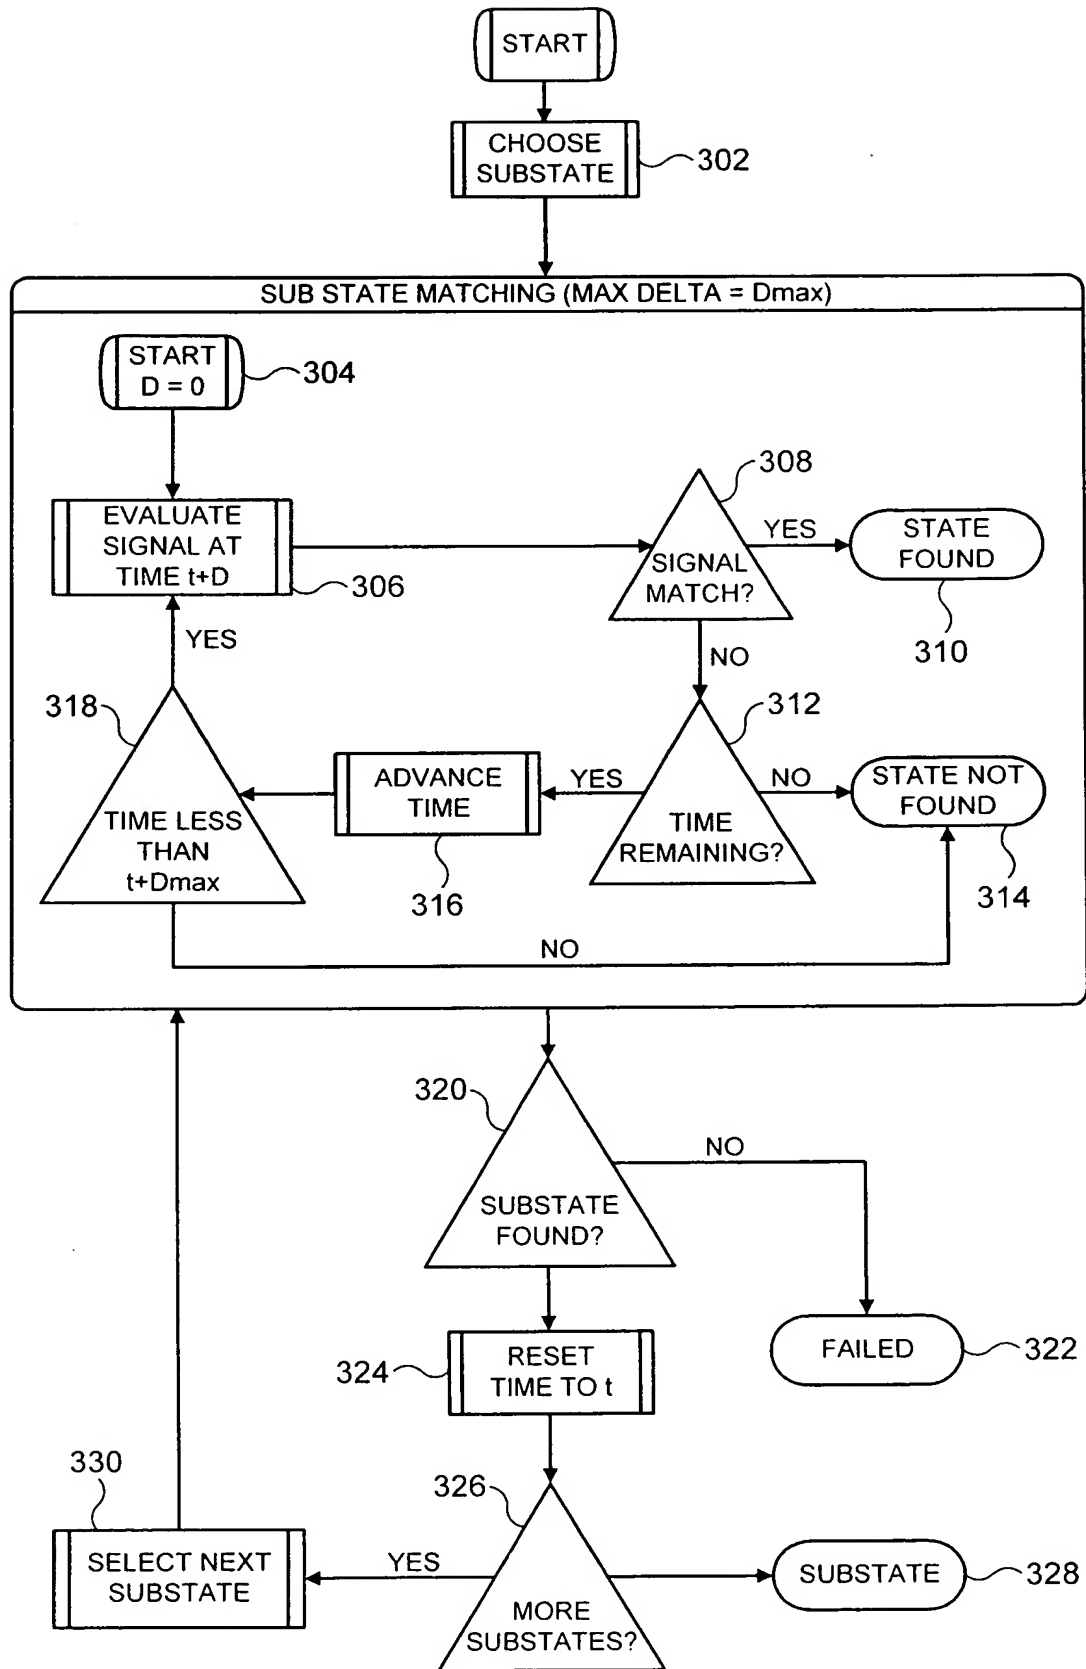 START
CHOOSE
SUBSTATE
302
SUB STATE MATCHING (MAX DELTA = Dmax)
START
D = 0
304
308
EVALUATE
SIGNAL AT
TIME t+D
306
SIGNAL
MATCH?
YES
STATE
FOUND
310
YES
NO
318
312
ADVANCE
TIME
316
YES
NO
STATE NOT
FOUND
314
TIME LESS
THAN
t+Dmax
TIME
REMAINING?
NO
320
NO
SUBSTATE
FOUND?
324
RESET
TIME TO t
FAILED
322
330
326
SELECT NEXT
SUBSTATE
YES
SUBSTATE
328
MORE
SUBSTATES?